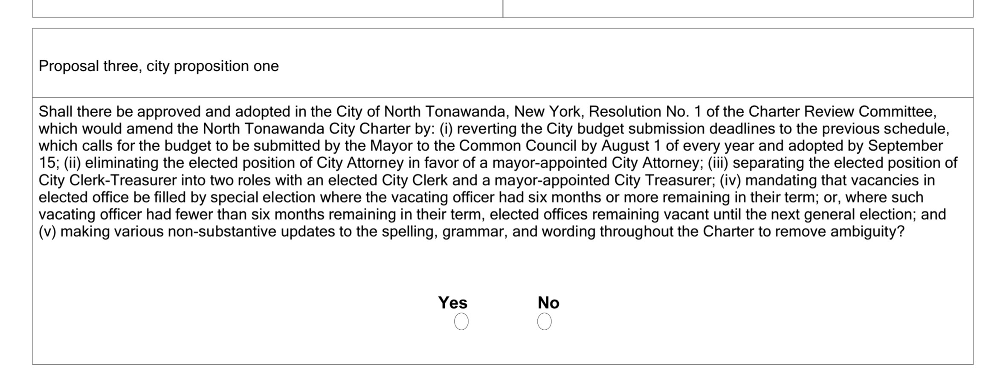 Proposal three, city proposition one
Shall there be approved and adopted in the City of North Tonawanda, New York, Resolution No. 1 of the Charter Review Committee,
which would amend the North Tonawanda City Charter by: (i) reverting the City budget submission deadlines to the previous schedule,
which calls for the budget to be submitted by the Mayor to the Common Council by August 1 of every year and adopted by September
15; (ii) eliminating the elected position of City Attorney in favor of a mayor-appointed City Attorney; (iii) separating the elected position of
City Clerk-Treasurer into two roles with an elected City Clerk and a mayor-appointed City Treasurer; (iv) mandating that vacancies in
elected office be filled by special election where the vacating officer had six months or more remaining in their term; or, where such
vacating officer had fewer than six months remaining in their term, elected offices remaining vacant until the next general election; and
(v) making various non-substantive updates to the spelling, grammar, and wording throughout the Charter to remove ambiguity?
Yes No